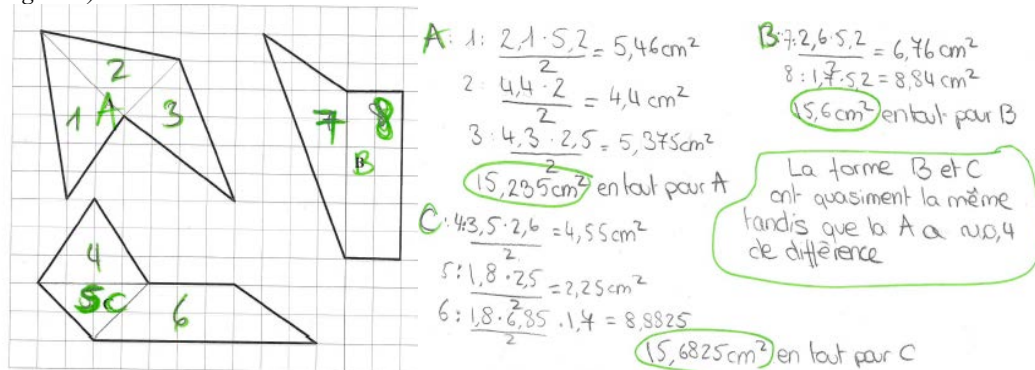 2
1 A 3
7 8
B
4
5C 6
A: 1: 2,1 · 5,2 / 2 = 5,46 cm²
2: 4,4 · 2 / 2 = 4,4 cm²
3: 4,3 · 2,5 / 2 = 5,375 cm²
15,235 cm² en tout pour A
C: 4: 3,5 · 2,6 / 2 = 4,55 cm²
5: 1,8 · 2,5 / 2 = 2,25 cm²
6: 1,8 · 6,85 / 2 · 1,7 = 8,8825
15,6825 cm² en tout pour C
B: 7: 2,6 · 5,2 / 2 = 6,76 cm²
8: 1,7 · 5,2 = 8,84 cm²
15,6 cm² en tout pour B
La forme B et C
ont quasiment la même
tandis que la A a ~0,4
de différence